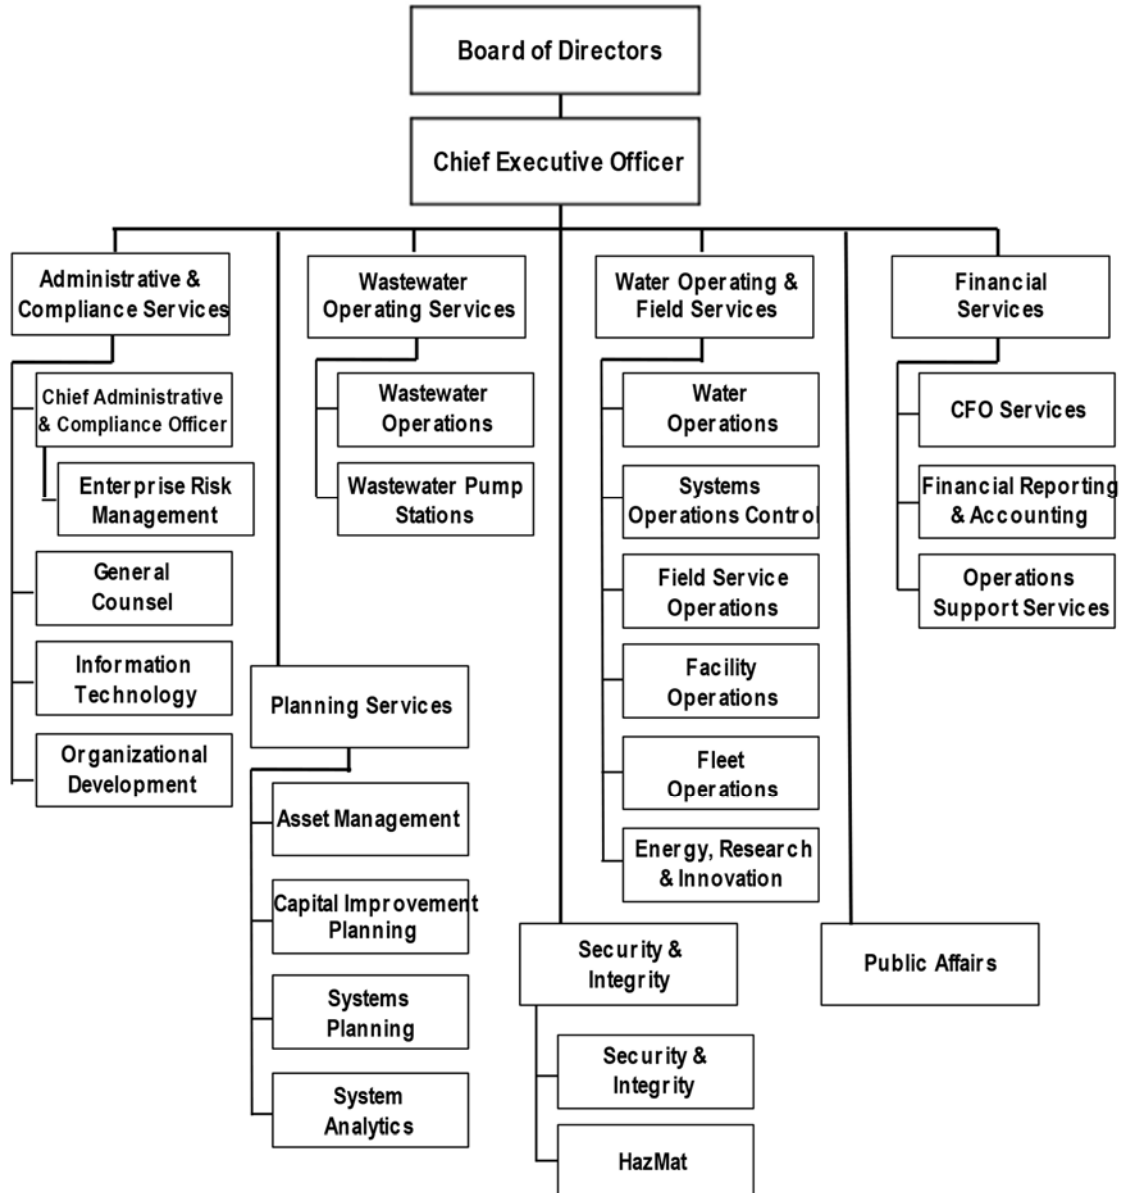 Board of Directors
Chief Executive Officer
Administrative &
Compliance Services
Wastewater
Operating Services
Water Operating &
Field Services
Financial
Services
Chief Administrative
& Compliance Officer
Enterprise Risk
Management
General
Counsel
Information
Technology
Organizational
Development
Wastewater
Operations
Wastewater Pump
Stations
Water
Operations
Systems
Operations Control
Field Service
Operations
Facility
Operations
Fleet
Operations
Energy, Research
& Innovation
CFO Services
Financial Reporting
& Accounting
Operations
Support Services
Planning Services
Asset Management
Capital Improvement
Planning
Systems
Planning
System
Analytics
Security &
Integrity
Security &
Integrity
HazMat
Public Affairs